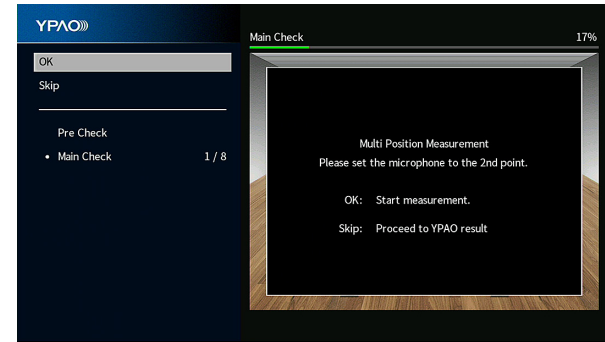 YPAO
Main Check 17%
OK
Skip
Pre Check
• Main Check 1 / 8
Multi Position Measurement
Please set the microphone to the 2nd point.
OK: Start measurement.
Skip: Proceed to YPAO result